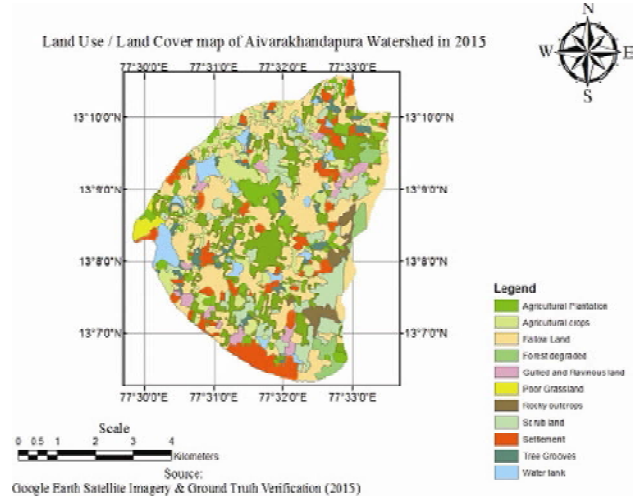 N
Land Use / Land Cover map of Aivarakhandapura Watershed in 2015
W E
S
77°30'0"E 77°31'0"E 77°32'0"E 77°33'0"E
13°10'0"N 13°10'0"N
13°9'0"N 13°9'0"N
13°8'0"N 13°8'0"N
13°7'0"N 13°7'0"N
77°30'0"E 77°31'0"E 77°32'0"E 77°33'0"E
Legend
Agricultural Plantation
Agricultural crops
Fallow Land
Forest degraded
Gullied and Ravinous land
Poor Grassland
Rocky outcrops
Scrub land
Settlement
Tree Grooves
Water tank
Scale
0 0.5 1 2 3 4
Kilometers
Source:
Google Earth Satellite Imagery & Ground Truth Verification (2015)